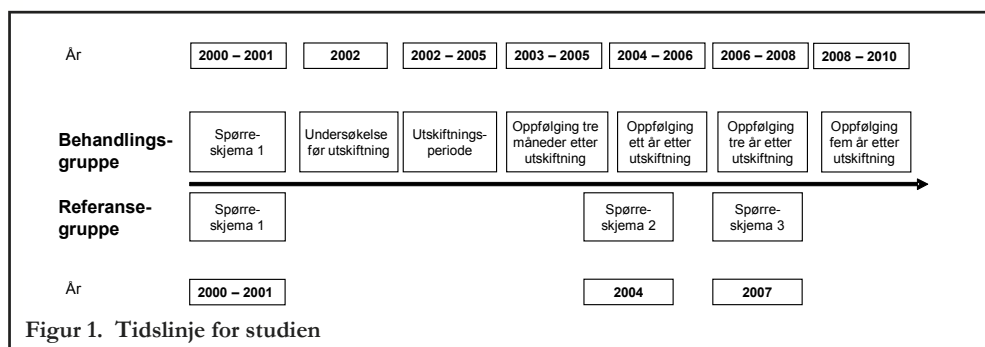 År
2000 – 2001
2002
2002 – 2005
2003 – 2005
2004 – 2006
2006 – 2008
2008 – 2010
Behandlings-
gruppe
Spørre-
skjema 1
Undersøkelse
før utskiftning
Utskiftnings-
periode
Oppfølging tre
måneder etter
utskiftning
Oppfølging
ett år etter
utskiftning
Oppfølging
tre år etter
utskiftning
Oppfølging
fem år etter
utskiftning
Referanse-
gruppe
Spørre-
skjema 1
Spørre-
skjema 2
Spørre-
skjema 3
År
2000 – 2001
2004
2007
Figur 1. Tidslinje for studien